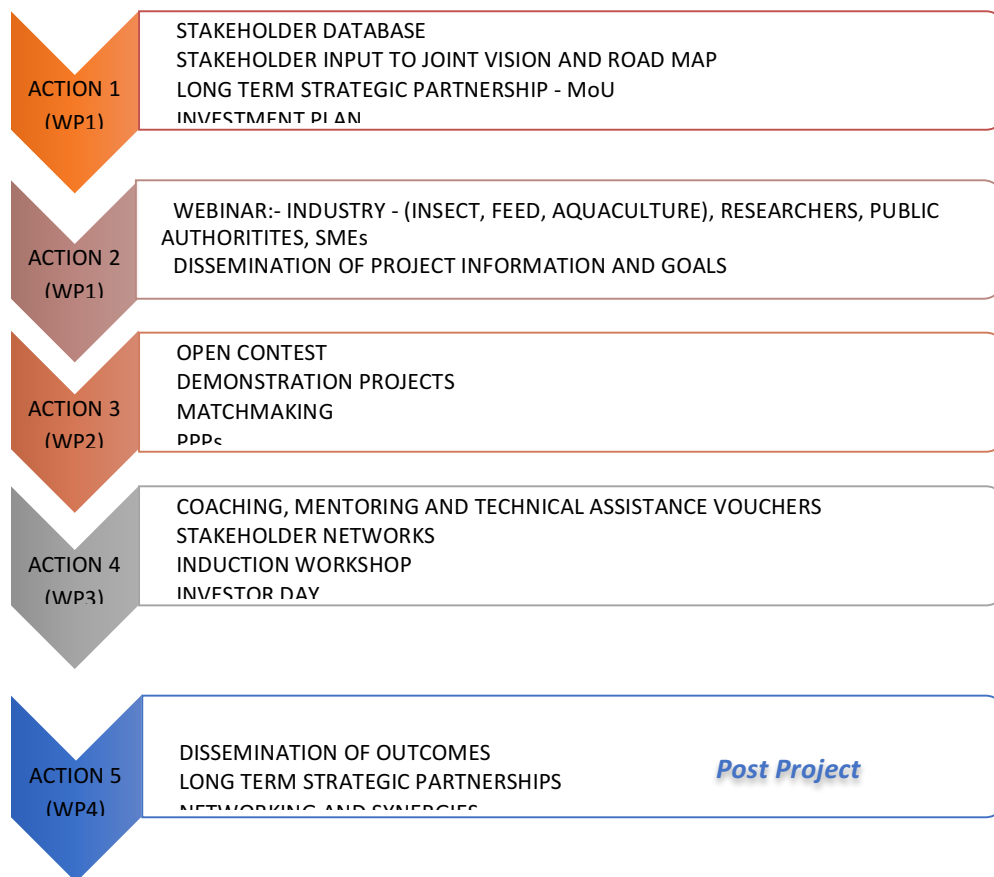 ACTION 1
(WP1)
STAKEHOLDER DATABASE
STAKEHOLDER INPUT TO JOINT VISION AND ROAD MAP
LONG TERM STRATEGIC PARTNERSHIP - MoU
INVESTMENT PLAN
ACTION 2
(WP1)
WEBINAR:- INDUSTRY - (INSECT, FEED, AQUACULTURE), RESEARCHERS, PUBLIC
AUTHORITITES, SMEs
DISSEMINATION OF PROJECT INFORMATION AND GOALS
ACTION 3
(WP2)
OPEN CONTEST
DEMONSTRATION PROJECTS
MATCHMAKING
PPPs
ACTION 4
(WP3)
COACHING, MENTORING AND TECHNICAL ASSISTANCE VOUCHERS
STAKEHOLDER NETWORKS
INDUCTION WORKSHOP
INVESTOR DAY
ACTION 5
(WP4)
DISSEMINATION OF OUTCOMES
LONG TERM STRATEGIC PARTNERSHIPS
NETWORKING AND SYNERGIES
Post Project